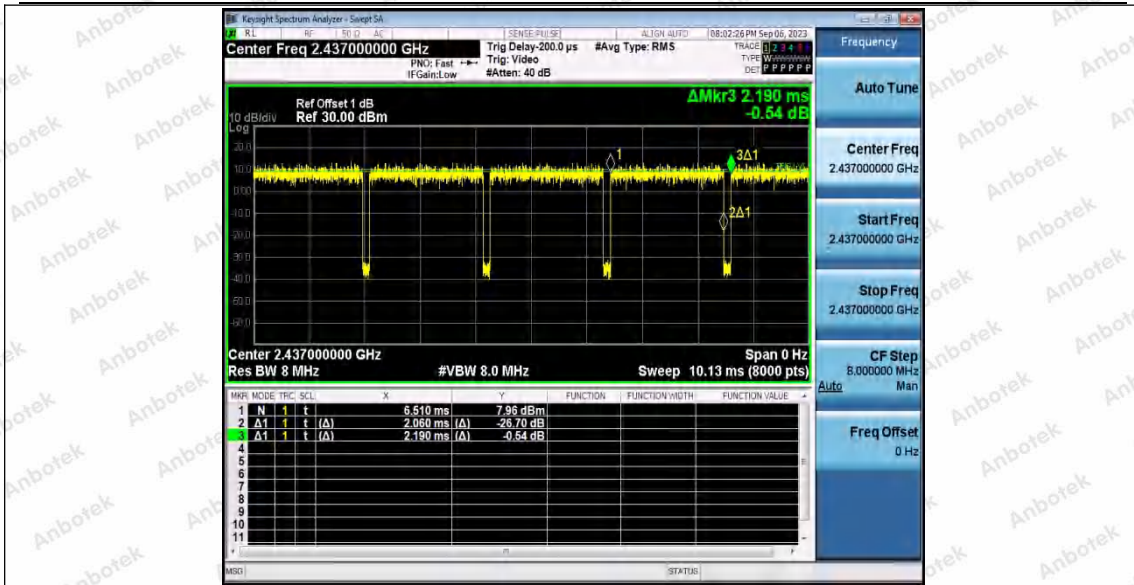 Keysight Spectrum Analyzer - Swept SA
RL RF 50 Ω AC SENSE:PULSE ALIGN AUTO 08:02:26 PM Sep 06, 2023
Center Freq 2.437000000 GHz
Trig Delay-200.0 µs #Avg Type: RMS
TRACE 1 2 3 4 5 6
PNO: Fast Trig: Video
TYPE
IFGain:Low #Atten: 40 dB
DET P P P P P P
ΔMkr3 2.190 ms
-0.54 dB
Ref Offset 1 dB
10 dB/div Ref 30.00 dBm
Log
20.0
10.0
0.00
-10.0
-20.0
-30.0
-40.0
-50.0
-60.0
1
3Δ1
2Δ1
Center 2.437000000 GHz Span 0 Hz
Res BW 8 MHz #VBW 8.0 MHz Sweep 10.13 ms (8000 pts)
MKR MODE TRC SCL X Y FUNCTION FUNCTION WIDTH FUNCTION VALUE
1 N 1 t 6.510 ms 7.96 dBm
2 Δ1 1 t (Δ) 2.060 ms (Δ) -26.70 dB
3 Δ1 1 t (Δ) 2.190 ms (Δ) -0.54 dB
4
5
6
7
8
9
10
11
MSG STATUS
Frequency
Auto Tune
Center Freq
2.437000000 GHz
Start Freq
2.437000000 GHz
Stop Freq
2.437000000 GHz
CF Step
8.000000 MHz
Auto Man
Freq Offset
0 Hz
Anbotek